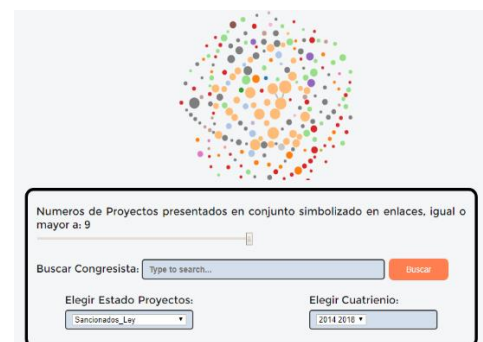 Numeros de Proyectos presentados en conjunto simbolizado en enlaces, igual o
mayor a: 9
Buscar Congresista: Type to search... Buscar
Elegir Estado Proyectos: Elegir Cuatrienio:
Sancionados_Ley 2014 2018